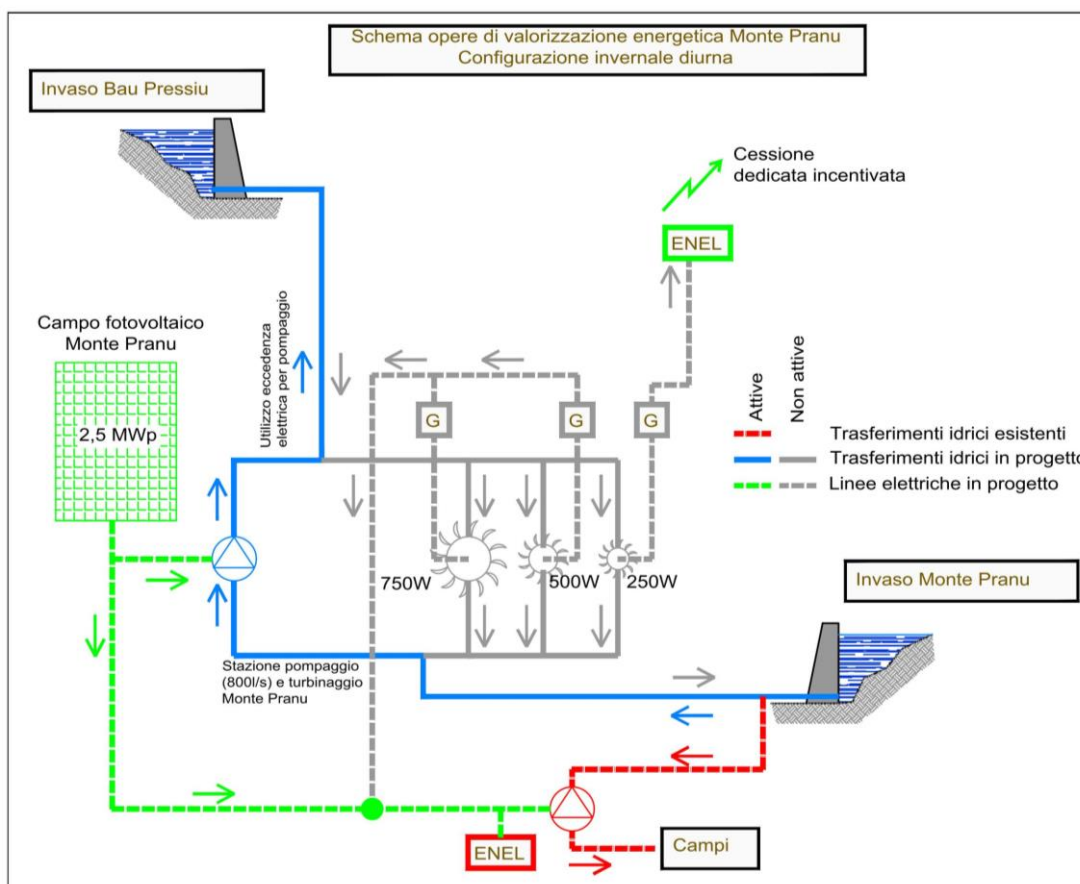 Schema opere di valorizzazione energetica Monte Pranu
Configurazione invernale diurna
Invaso Bau Pressiu
Cessione
dedicata incentivata
ENEL
Campo fotovoltaico
Monte Pranu
2,5 MWp
Utilizzo eccedenza
elettrica per pompaggio
G
G
G
Attive
Non attive
Trasferimenti idrici esistenti
Trasferimenti idrici in progetto
Linee elettriche in progetto
750W
500W
250W
Invaso Monte Pranu
Stazione pompaggio
(800l/s) e turbinaggio
Monte Pranu
ENEL
Campi